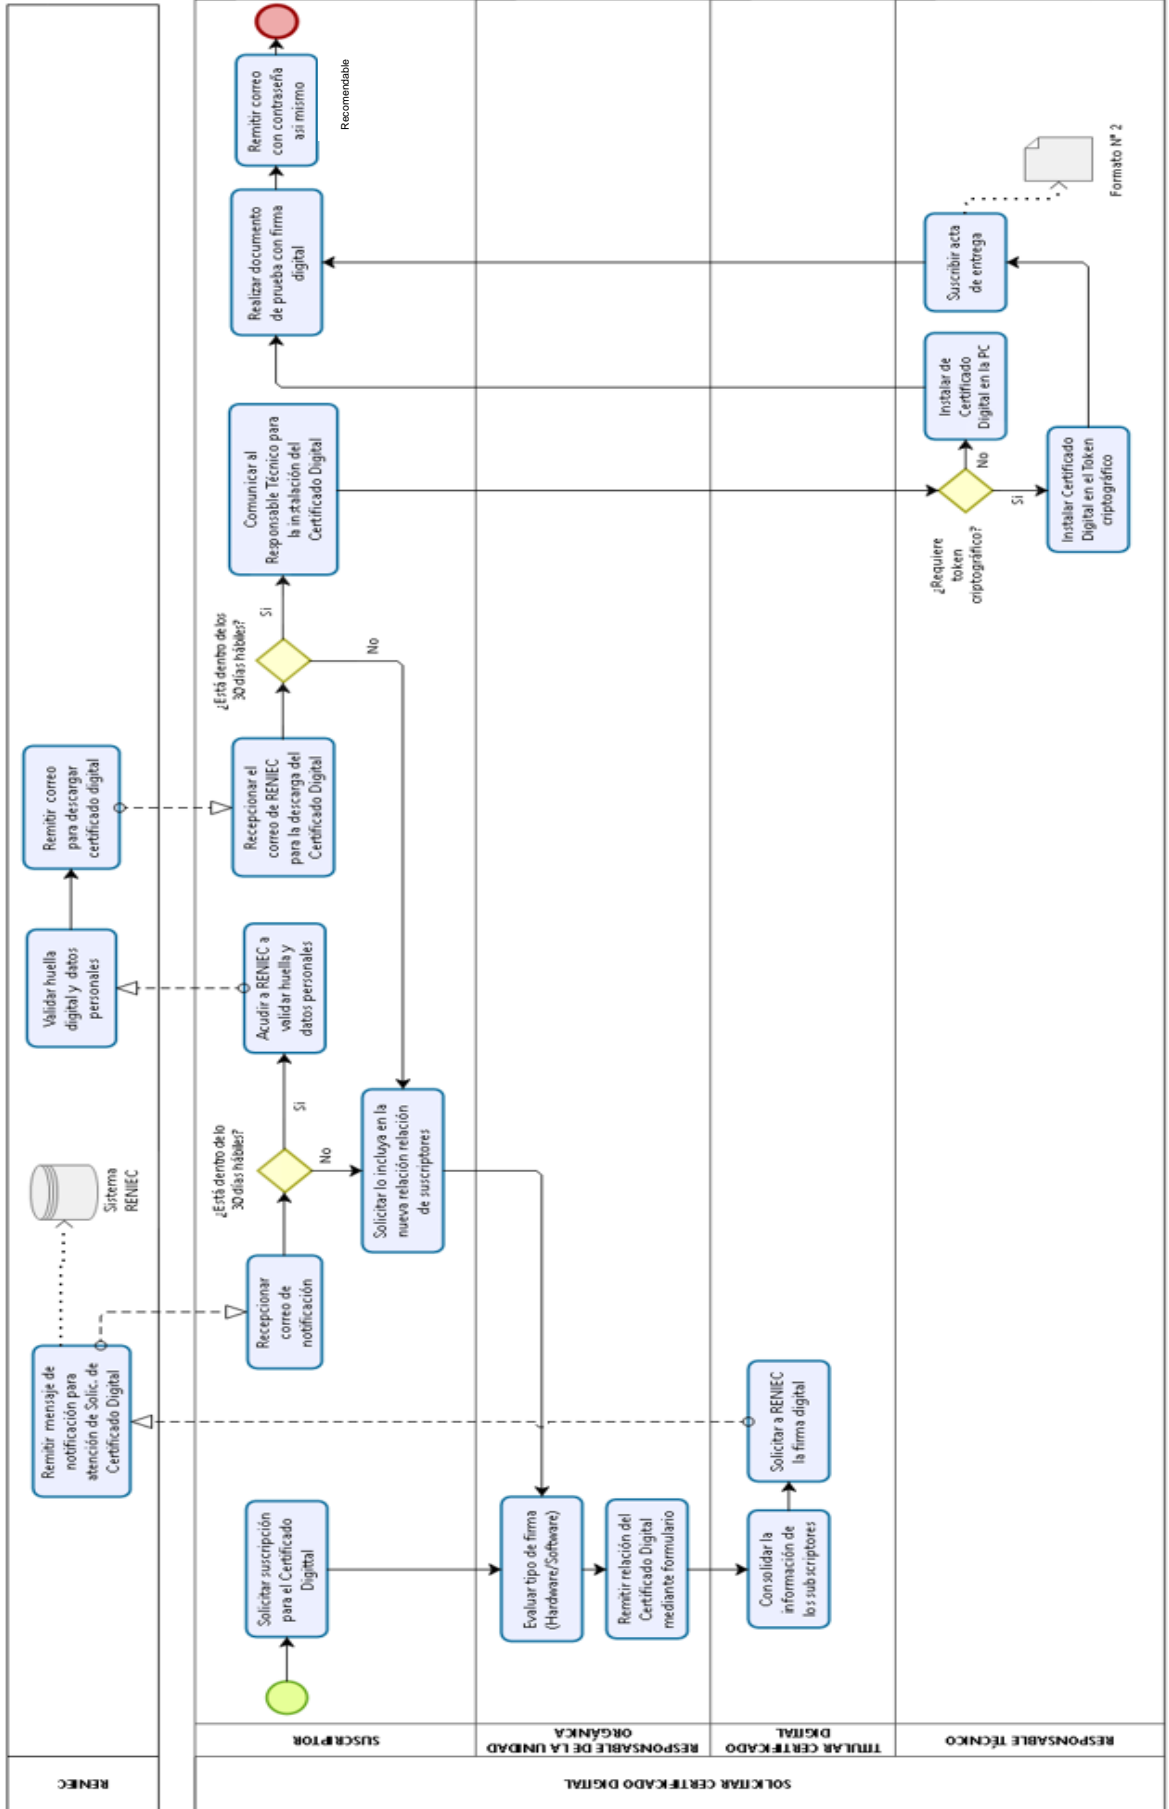 RENIEC
Remitir mensaje de
notificación para
atención de Solic. de
Certificado Digital
Sistema
RENIEC
Validar huella
digital y datos
personales
Remitir correo
para descargar
certificado digital
SOLICITAR CERTIFICADO DIGITAL
SUSCRIPTOR
Solicitar suscripción
para el Certificado
Digittal
Recepcionar
correo de
notificación
¿Está dentro de lo
30 días hábiles?
Si
No
Solicitar lo incluya en la
nueva relación relación
de suscriptores
Acudir a RENIEC a
validar huella y
datos personales
Recepcionar el
correo de RENIEC
para la descarga del
Certificado Digital
¿Está dentro de los
30 días hábiles?
Si
No
Comunicar al
Responsable Técnico para
la instalación del
Certificado Digital
Realizar documento
de prueba con firma
digital
Remitir correo
con contraseña
asi mismo
Recomendable
RESPONSABLE DE LA UNIDAD
ORGÁNICA
Evaluar tipo de firma
(Hardware/Software)
Remitir relación del
Certificado Digital
mediante formulario
TITULAR CERTIFICADO
DIGITAL
Consolidar la
información de
los subscriptores
Solicitar a RENIEC
la firma digital
RESPONSABLE TÉCNICO
¿Requiere
token
criptográfico?
No
Si
Instalar de
Certificado
Digital en la PC
Instalar Certificado
Digital en el Token
criptográfico
Suscribir acta
de entrega
Formato N° 2